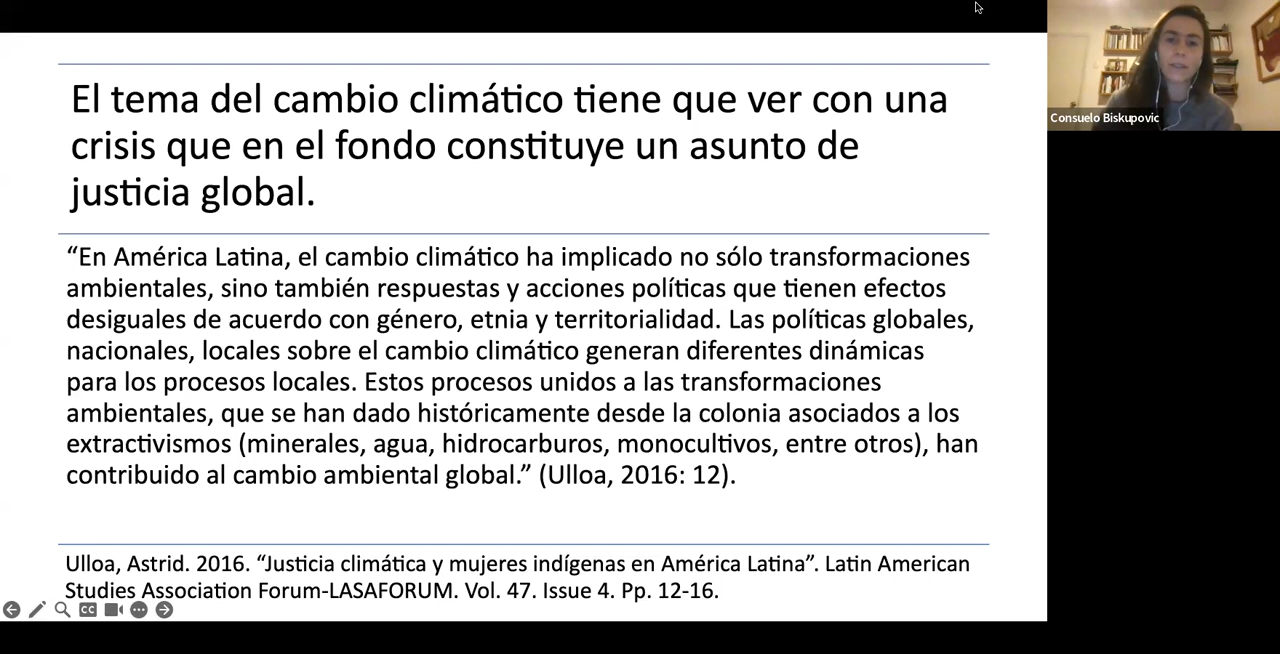 El tema del cambio climático tiene que ver con una
crisis que en el fondo constituye un asunto de
justicia global.
“En América Latina, el cambio climático ha implicado no sólo transformaciones
ambientales, sino también respuestas y acciones políticas que tienen efectos
desiguales de acuerdo con género, etnia y territorialidad. Las políticas globales,
nacionales, locales sobre el cambio climático generan diferentes dinámicas
para los procesos locales. Estos procesos unidos a las transformaciones
ambientales, que se han dado históricamente desde la colonia asociados a los
extractivismos (minerales, agua, hidrocarburos, monocultivos, entre otros), han
contribuido al cambio ambiental global.” (Ulloa, 2016: 12).
Ulloa, Astrid. 2016. “Justicia climática y mujeres indígenas en América Latina”. Latin American
Studies Association Forum-LASAFORUM. Vol. 47. Issue 4. Pp. 12-16.
CC
Consuelo Biskupovic